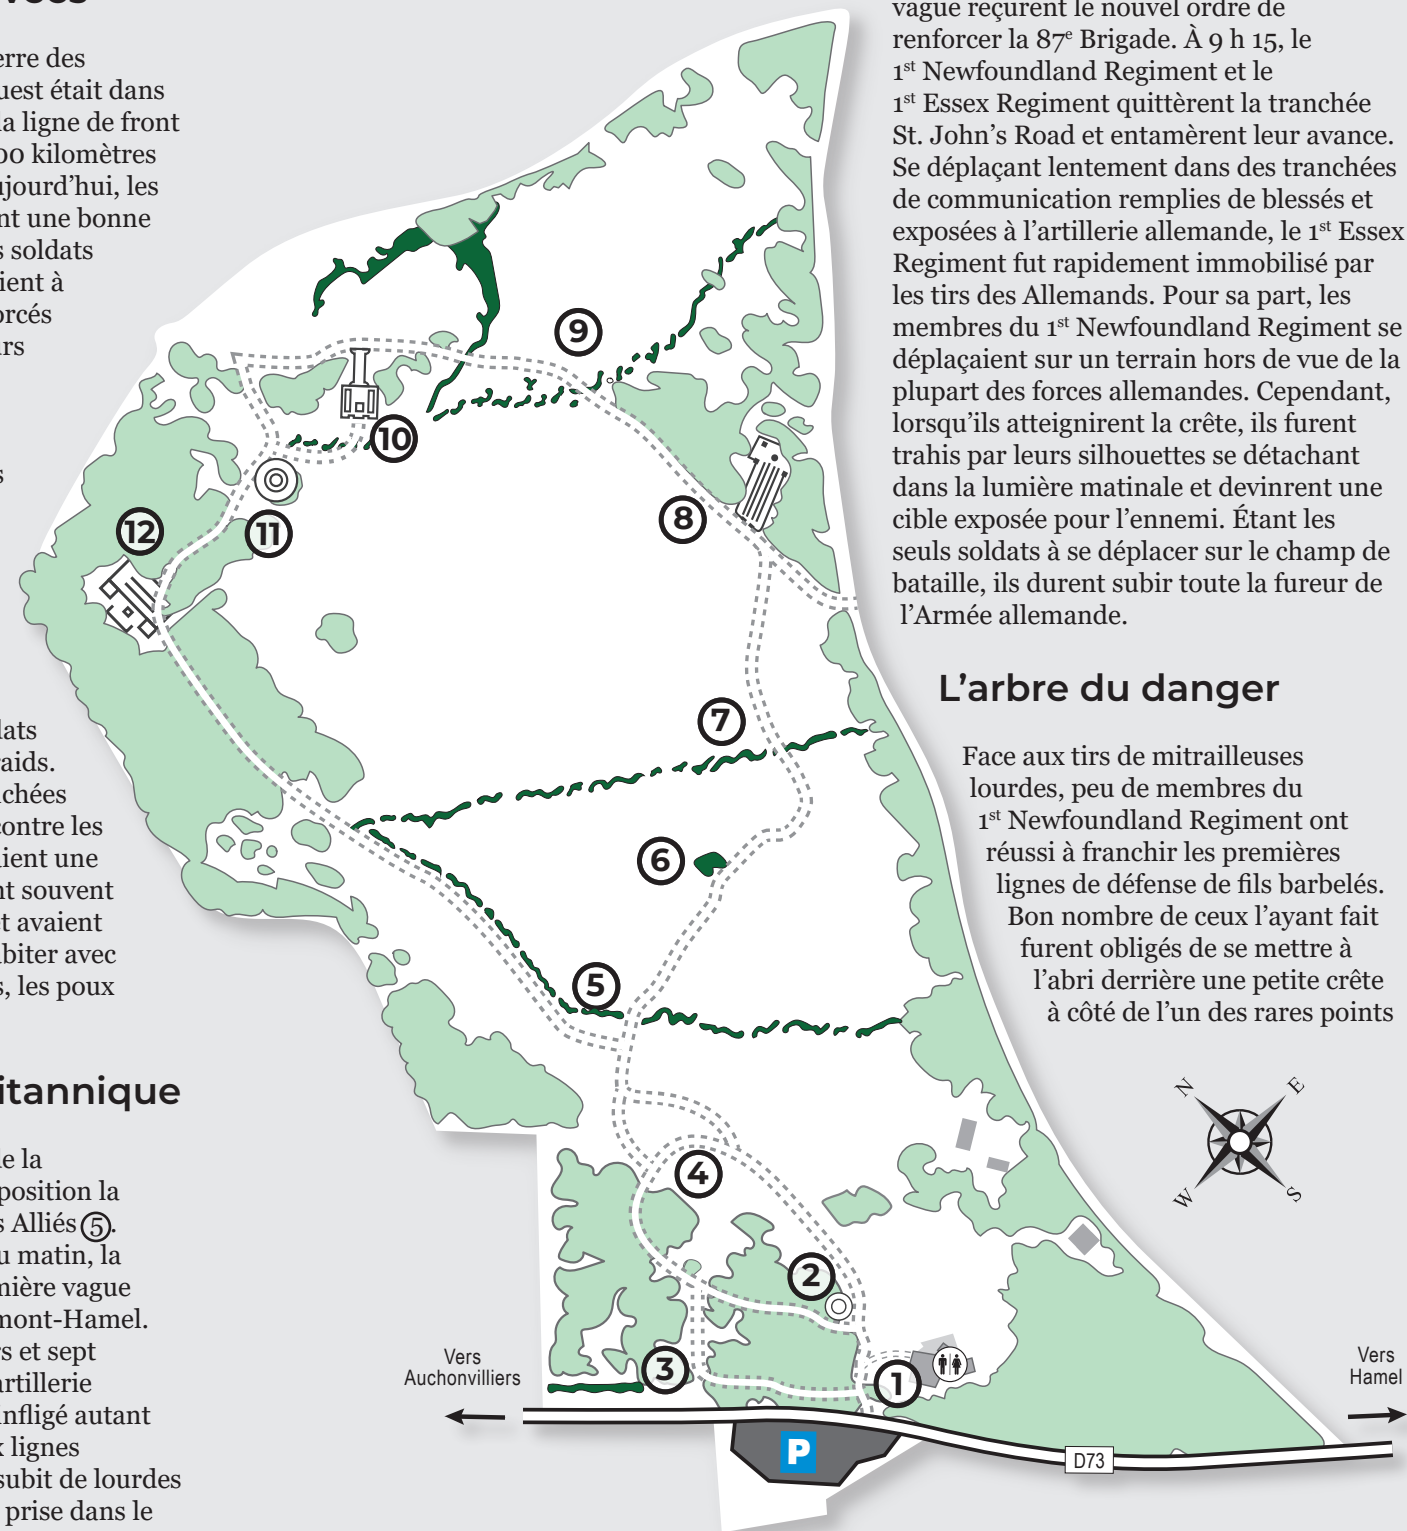 erre des
uest était dans
la ligne de front
00 kilomètres
ujourd'hui, les
nt une bonne
s soldats
ient à
orcés
urs
s
dats
raids.
chées
contre les
ient une
nt souvent
et avaient
biter avec
s, les poux
itannique
de la
position la
s Alliés 5.
u matin, la
mière vague
mont-Hamel.
rs et sept
artillerie
infligé autant
x lignes
subit de lourdes
prise dans le
vague reçurent le nouvel ordre de
renforcer la 87e Brigade. À 9 h 15, le
1st Newfoundland Regiment et le
1st Essex Regiment quittèrent la tranchée
St. John's Road et entamèrent leur avance.
Se déplaçant lentement dans des tranchées
de communication remplies de blessés et
exposées à l'artillerie allemande, le 1st Essex
Regiment fut rapidement immobilisé par
les tirs des Allemands. Pour sa part, les
membres du 1st Newfoundland Regiment se
déplaçaient sur un terrain hors de vue de la
plupart des forces allemandes. Cependant,
lorsqu'ils atteignirent la crête, ils furent
trahis par leurs silhouettes se détachant
dans la lumière matinale et devinrent une
cible exposée pour l'ennemi. Étant les
seuls soldats à se déplacer sur le champ de
bataille, ils durent subir toute la fureur de
l'Armée allemande.
L'arbre du danger
Face aux tirs de mitrailleuses
lourdes, peu de membres du
1st Newfoundland Regiment ont
réussi à franchir les premières
lignes de défense de fils barbelés.
Bon nombre de ceux l'ayant fait
furent obligés de se mettre à
l'abri derrière une petite crête
à côté de l'un des rares points
9
10
8
11
12
7
6
5
4
2
3
1
N
E
W
S
Vers
Auchonvilliers
Vers
Hamel
P
D73